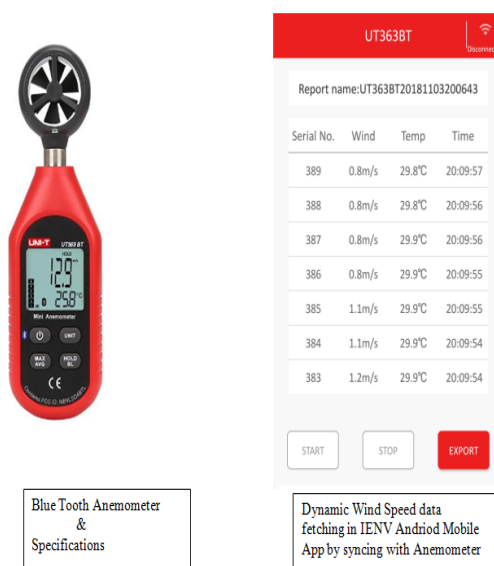 UNI-T UT363 BT
HOLD
12.9
25.8 °C
Mini Anemometer
UNIT
MAX
AVG
HOLD
BL
CE
Blue Tooth Anemometer
&
Specifications
UT363BT
Disconnec
Report name:UT363BT20181103200643
Serial No. Wind Temp Time
389 0.8m/s 29.8℃ 20:09:57
388 0.8m/s 29.8℃ 20:09:56
387 0.8m/s 29.9℃ 20:09:56
386 0.8m/s 29.9℃ 20:09:55
385 1.1m/s 29.9℃ 20:09:55
384 1.1m/s 29.9℃ 20:09:54
383 1.2m/s 29.9℃ 20:09:54
START STOP EXPORT
Dynamic Wind Speed data
fetching in IENV Andriod Mobile
App by syncing with Anemometer